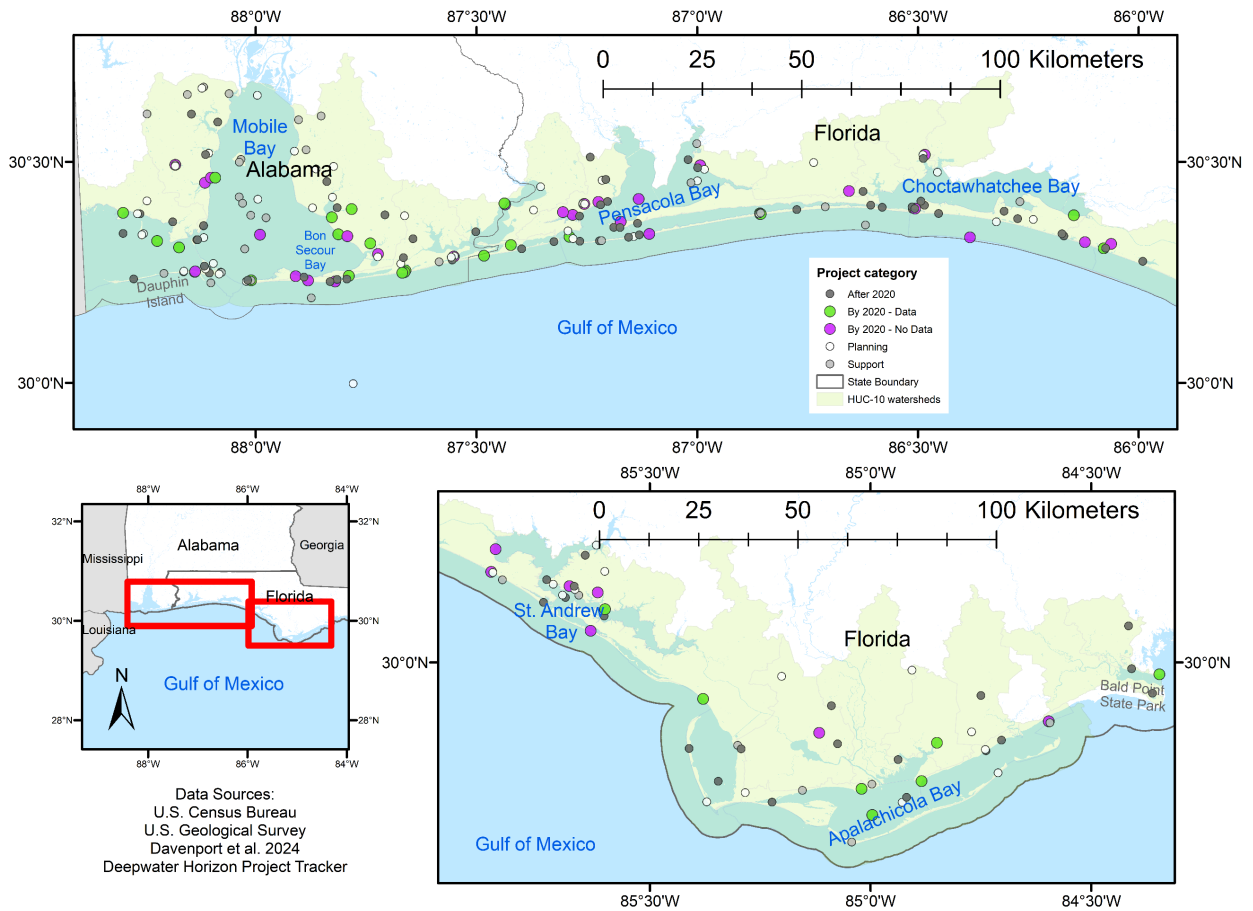 88°0'W
87°30'W
87°0'W
86°30'W
86°0'W
0
25
50
100 Kilometers
Florida
Mobile
Bay
Alabama
30°30'N
30°30'N
Choctawhatchee Bay
Pensacola Bay
Bon
Secour
Bay
Dauphin
Island
Gulf of Mexico
Project category
After 2020
By 2020 - Data
By 2020 - No Data
Planning
Support
State Boundary
HUC-10 watersheds
30°0'N
30°0'N
88°0'W
87°30'W
87°0'W
86°30'W
86°0'W
85°30'W
85°0'W
84°30'W
0
25
50
100 Kilometers
St. Andrew
Bay
Florida
30°0'N
30°0'N
Bald Point
State Park
Apalachicola Bay
Gulf of Mexico
85°30'W
85°0'W
84°30'W
88°W
86°W
84°W
32°N
32°N
Alabama
Georgia
Mississippi
Florida
30°N
30°N
Louisiana
N
Gulf of Mexico
28°N
28°N
88°W
86°W
84°W
Data Sources:
U.S. Census Bureau
U.S. Geological Survey
Davenport et al. 2024
Deepwater Horizon Project Tracker